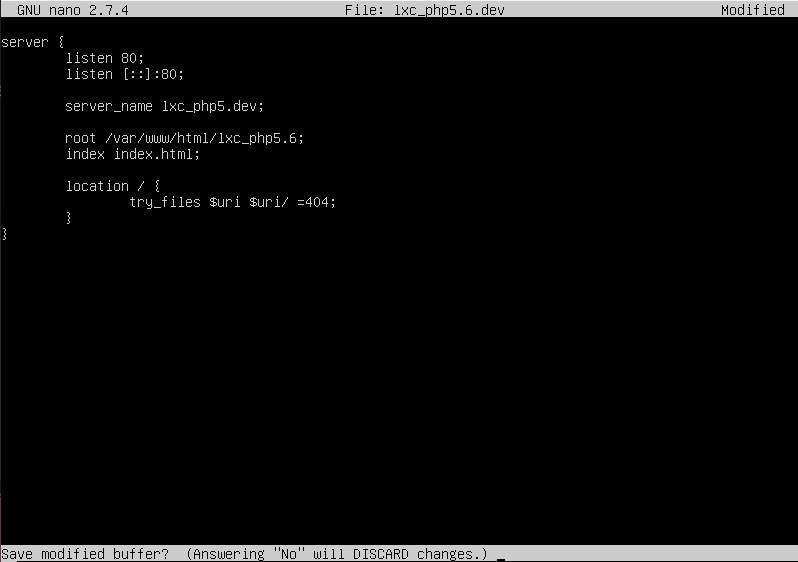 GNU nano 2.7.4 File: lxc_php5.6.dev Modified
server {
listen 80;
listen [::]:80;
server_name lxc_php5.dev;
root /var/www/html/lxc_php5.6;
index index.html;
location / {
try_files $uri $uri/ =404;
}
}
Save modified buffer? (Answering "No" will DISCARD changes.)